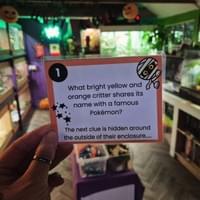 1
What bright yellow and
orange critter shares its
name with a famous
Pokémon?
The next clue is hidden around
the outside of their enclosure....